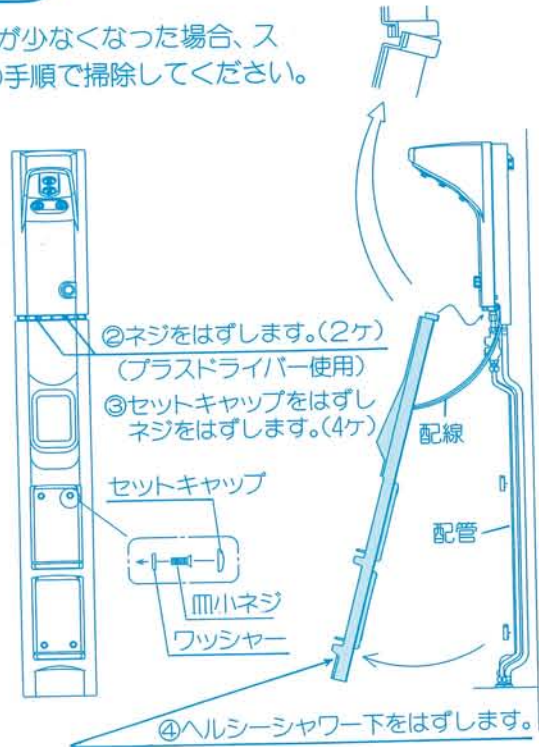 が少なくなった場合、ス
の手順で掃除してください。
②ネジをはずします。(2ケ)
(プラスドライバー使用)
③セットキャップをはずし
ネジをはずします。(4ケ)
配線
セットキャップ
配管
皿小ネジ
ワッシャー
④ヘルシーシャワー下をはずします。